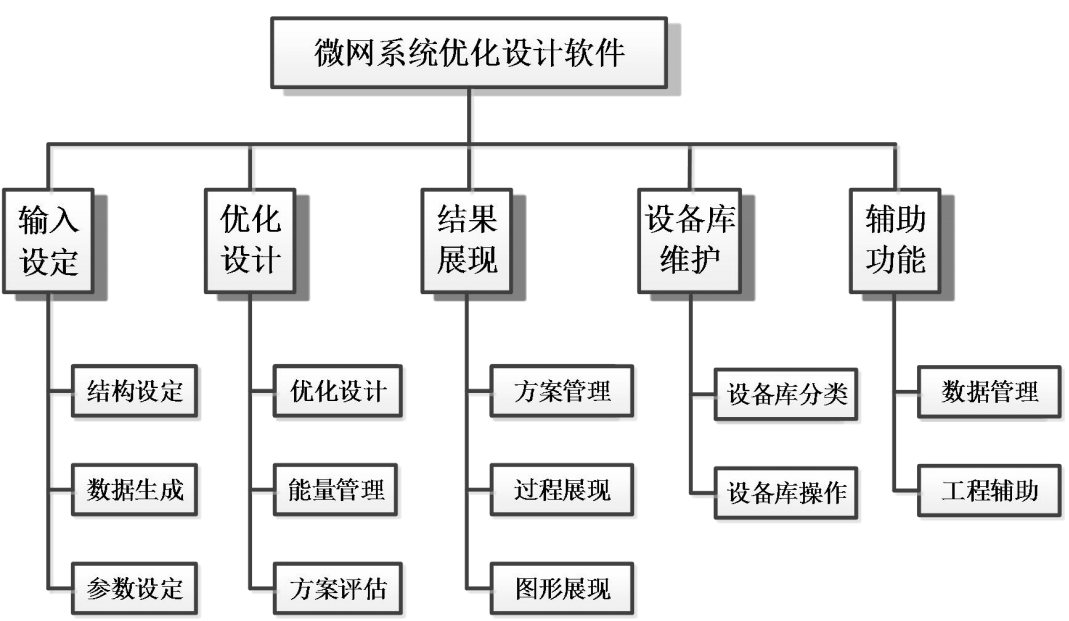 微网系统优化设计软件
输入
设定
优化
设计
结果
展现
设备库
维护
辅助
功能
结构设定
数据生成
参数设定
优化设计
能量管理
方案评估
方案管理
过程展现
图形展现
设备库分类
设备库操作
数据管理
工程辅助